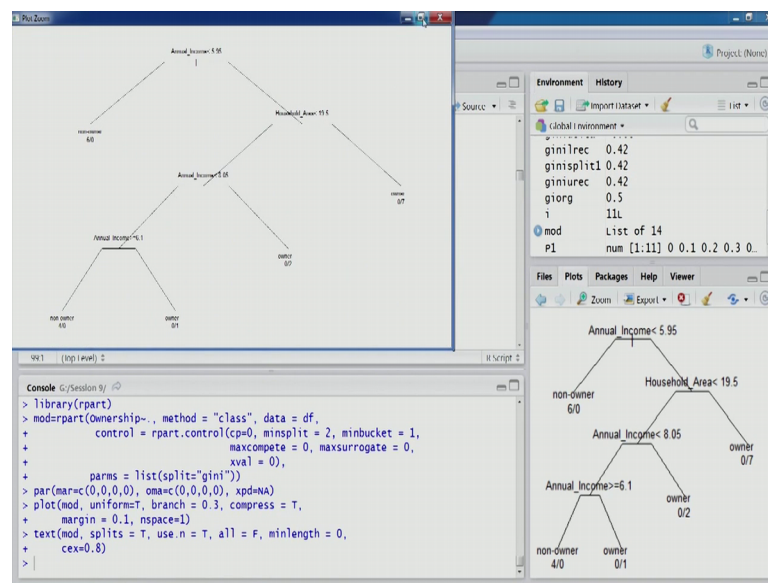 Plot Zoom
Annual_Income< 5.95
non-owner
6/0
Household_Area< 19.5
Annual_Income< 8.05
owner
0/7
Annual_Income>=6.1
owner
0/2
non-owner
4/0
owner
0/1
Project: (None)
Source
Environment History
Import Dataset
List
Global Environment
ginilrec 0.42
ginisplit1 0.42
giniurec 0.42
giorg 0.5
i 11L
mod List of 14
P1 num [1:11] 0 0.1 0.2 0.3 0…
Files Plots Packages Help Viewer
Zoom Export
Annual_Income< 5.95
non-owner
6/0
Household_Area< 19.5
Annual_Income< 8.05
owner
0/7
Annual_Income>=6.1
owner
0/2
non-owner
4/0
owner
0/1
99:1 (Top Level) R Script
Console G:/Session 9/
> library(rpart)
> mod=rpart(Ownership~., method = "class", data = df,
+ control = rpart.control(cp=0, minsplit = 2, minbucket = 1,
+ maxcompete = 0, maxsurrogate = 0,
+ xval = 0),
+ parms = list(split="gini"))
> par(mar=c(0,0,0,0), oma=c(0,0,0,0), xpd=NA)
> plot(mod, uniform=T, branch = 0.3, compress = T,
+ margin = 0.1, nspace=1)
> text(mod, splits = T, use.n = T, all = F, minlength = 0,
+ cex=0.8)
>